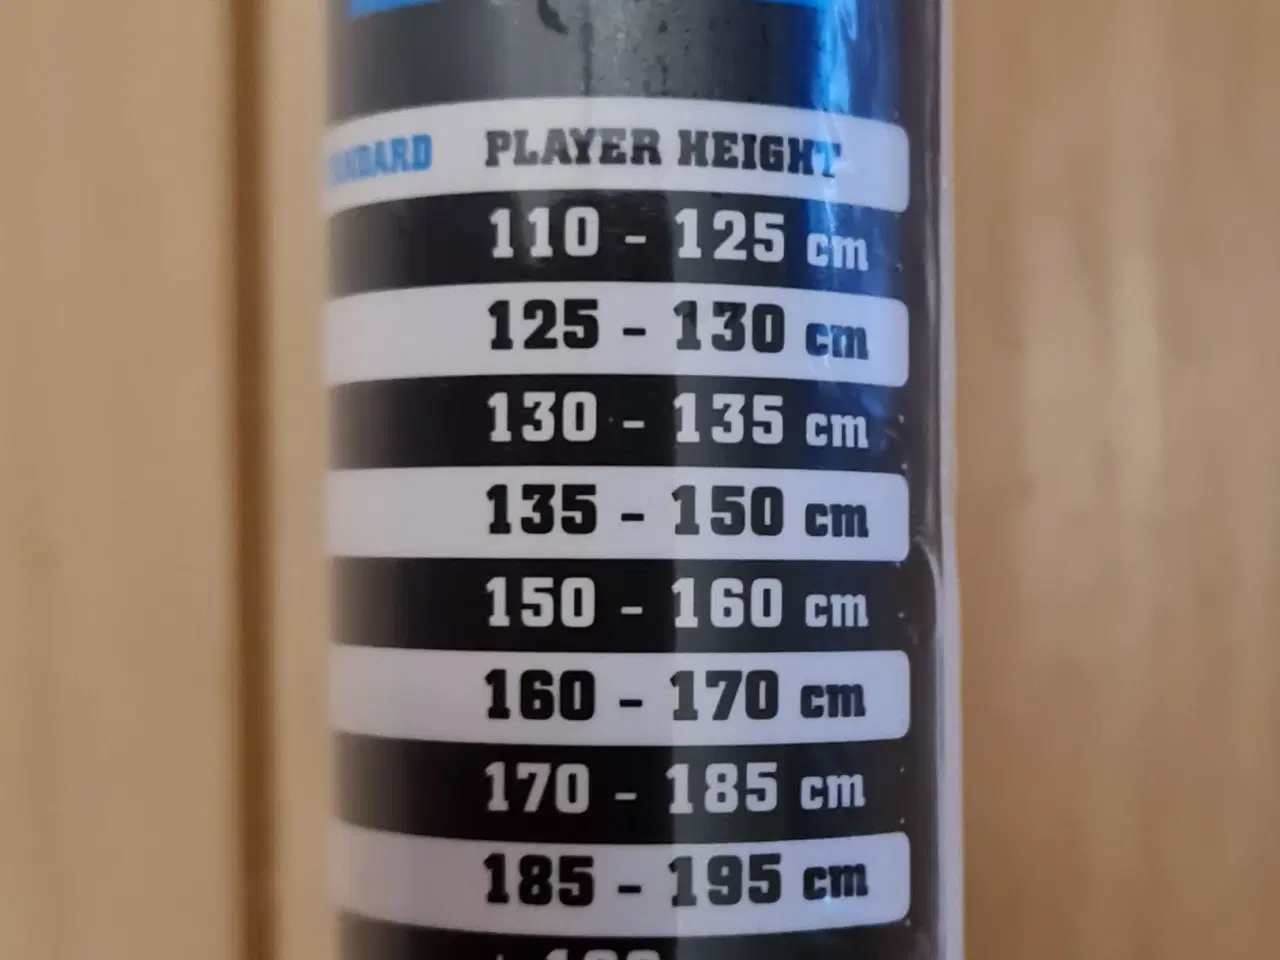 PLAYER HEIGHT
110 - 125 cm
125 - 130 cm
130 - 135 cm
135 - 150 cm
150 - 160 cm
160 - 170 cm
170 - 185 cm
185 - 195 cm